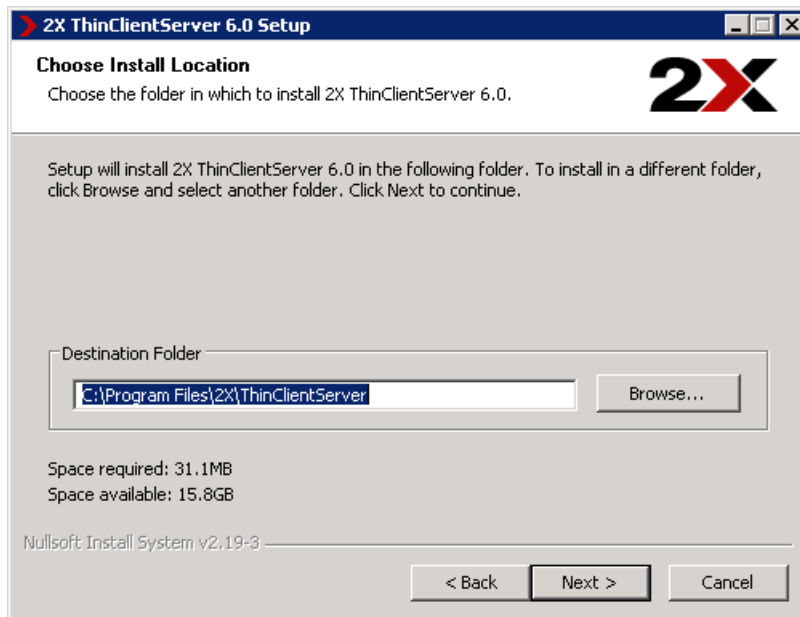 2X ThinClientServer 6.0 Setup
Choose Install Location
Choose the folder in which to install 2X ThinClientServer 6.0.
2X
Setup will install 2X ThinClientServer 6.0 in the following folder. To install in a different folder,
click Browse and select another folder. Click Next to continue.
Destination Folder
C:\Program Files\2X\ThinClientServer
Browse...
Space required: 31.1MB
Space available: 15.8GB
Nullsoft Install System v2.19-3
< Back
Next >
Cancel